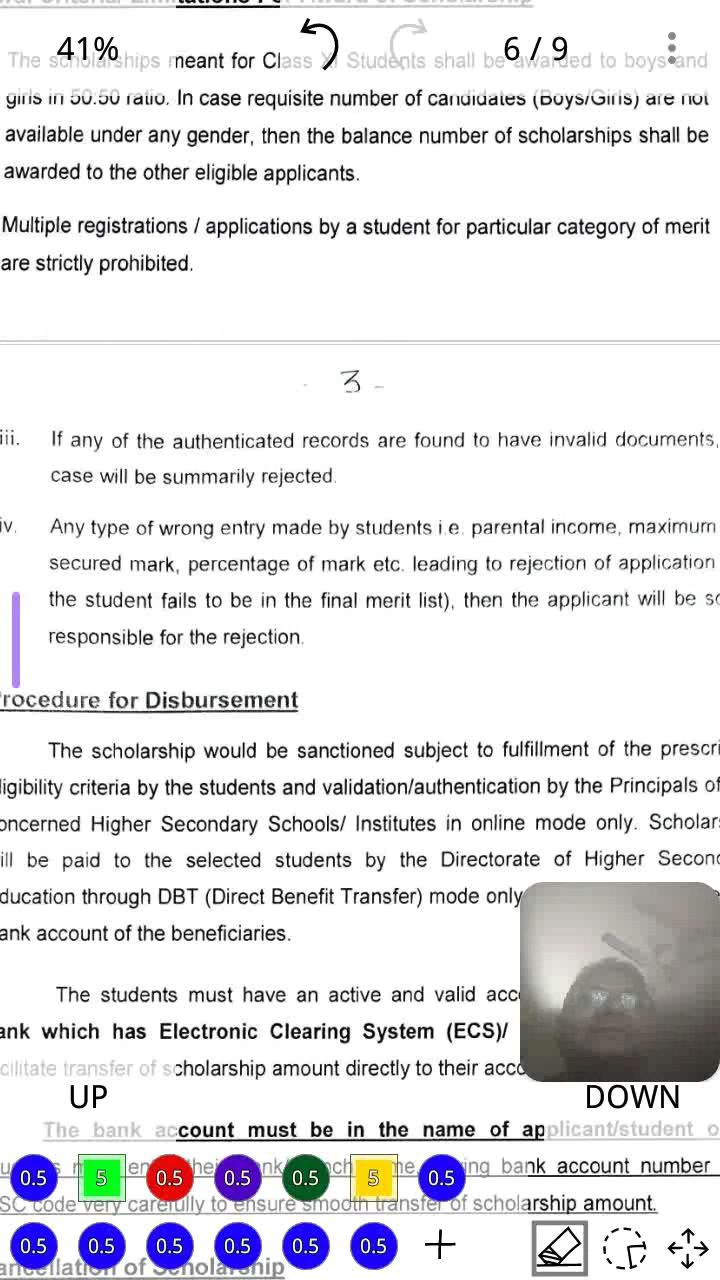 41%
6 / 9
The scholarships meant for Class XI Students shall be awarded to boys and
girls in 50:50 ratio. In case requisite number of candidates (Boys/Girls) are not
available under any gender, then the balance number of scholarships shall be
awarded to the other eligible applicants.
Multiple registrations / applications by a student for particular category of merit
are strictly prohibited.
3 -
iii. If any of the authenticated records are found to have invalid documents,
case will be summarily rejected.
iv. Any type of wrong entry made by students i.e. parental income, maximum
secured mark, percentage of mark etc. leading to rejection of application
the student fails to be in the final merit list), then the applicant will be so
responsible for the rejection.
rocedure for Disbursement
The scholarship would be sanctioned subject to fulfillment of the prescri
ligibility criteria by the students and validation/authentication by the Principals of
oncerned Higher Secondary Schools/ Institutes in online mode only. Scholar
ill be paid to the selected students by the Directorate of Higher Second
ducation through DBT (Direct Benefit Transfer) mode only
ank account of the beneficiaries.
The students must have an active and valid acco
ank which has Electronic Clearing System (ECS)/
cilitate transfer of scholarship amount directly to their acco
UP
DOWN
The bank account must be in the name of applicant/student o
bank account number
SC code very carefully to ensure smooth transfer of scholarship amount.
0.5 5 0.5 0.5 0.5 5 0.5
0.5 0.5 0.5 0.5 0.5 0.5 +
ancellation of Scholarship